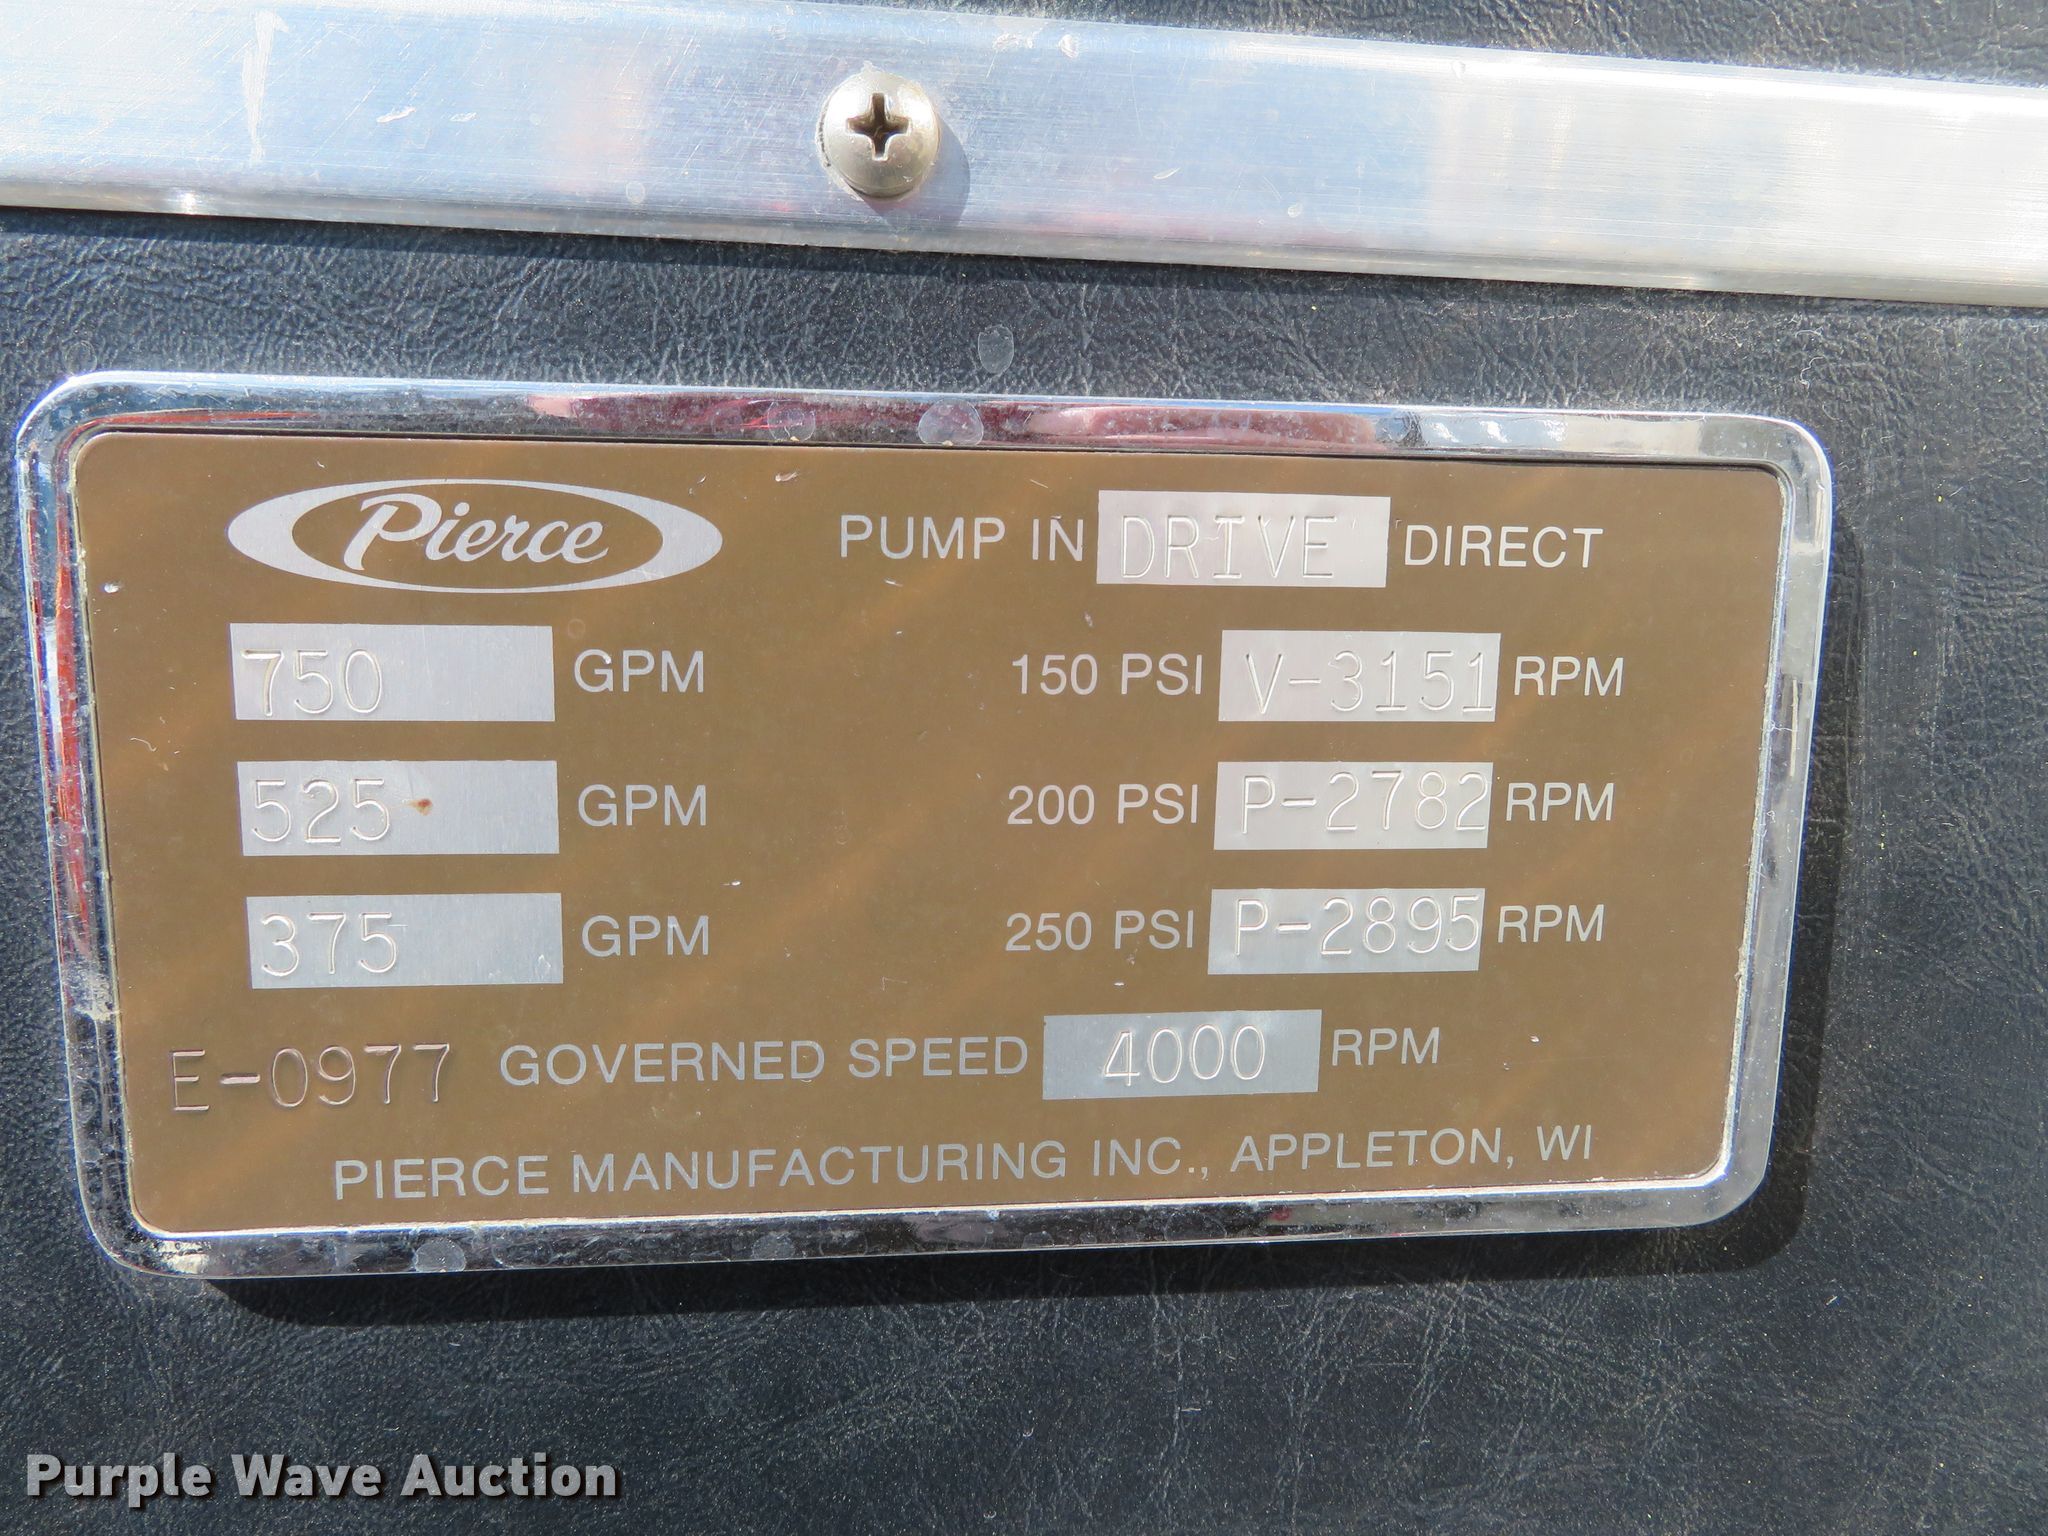 Pierce PUMP IN DRIVE DIRECT
750 GPM 150 PSI V-3151 RPM
525 GPM 200 PSI P-2782 RPM
375 GPM 250 PSI P-2895 RPM
E-0977 GOVERNED SPEED 4000 RPM
PIERCE MANUFACTURING INC., APPLETON, WI
Purple Wave Auction